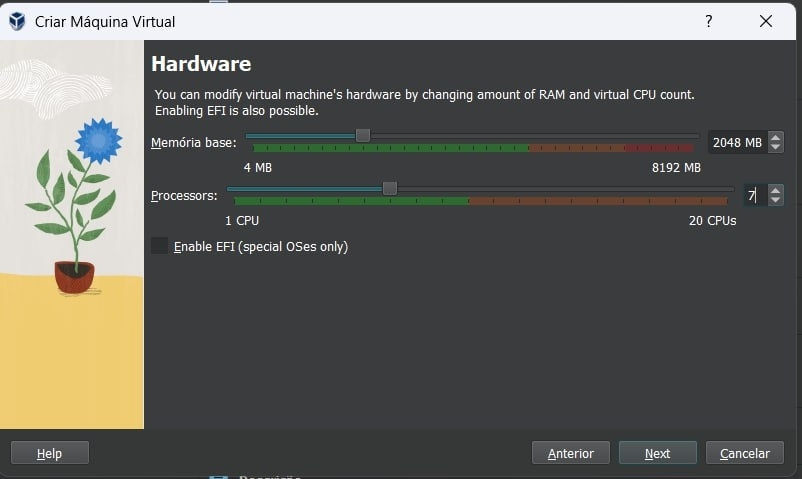 Criar Máquina Virtual
?
Hardware
You can modify virtual machine's hardware by changing amount of RAM and virtual CPU count.
Enabling EFI is also possible.
Memória base:
2048 MB
4 MB
8192 MB
Processors:
7
1 CPU
20 CPUs
Enable EFI (special OSes only)
Help
Anterior
Next
Cancelar